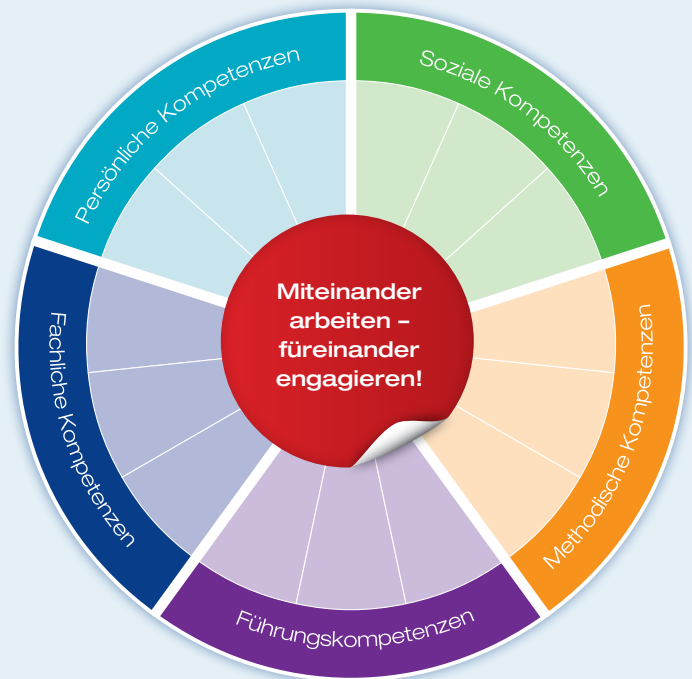 Persönliche Kompetenzen
Soziale Kompetenzen
Miteinander
arbeiten –
füreinander
engagieren!
Fachliche Kompetenzen
Methodische Kompetenzen
Führungskompetenzen